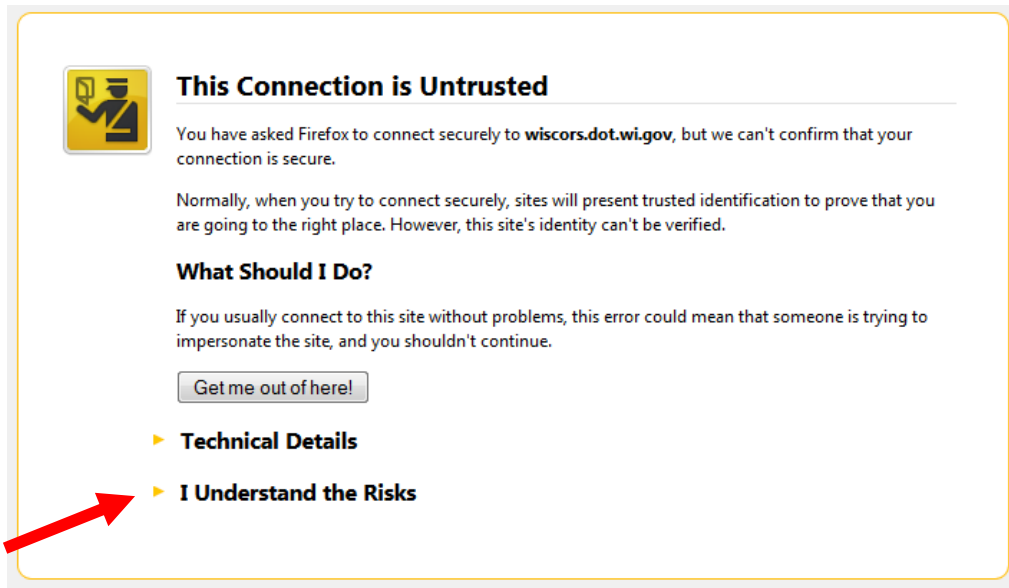 This Connection is Untrusted
You have asked Firefox to connect securely to wiscors.dot.wi.gov, but we can't confirm that your
connection is secure.
Normally, when you try to connect securely, sites will present trusted identification to prove that you
are going to the right place. However, this site's identity can't be verified.
What Should I Do?
If you usually connect to this site without problems, this error could mean that someone is trying to
impersonate the site, and you shouldn't continue.
Get me out of here!
Technical Details
I Understand the Risks